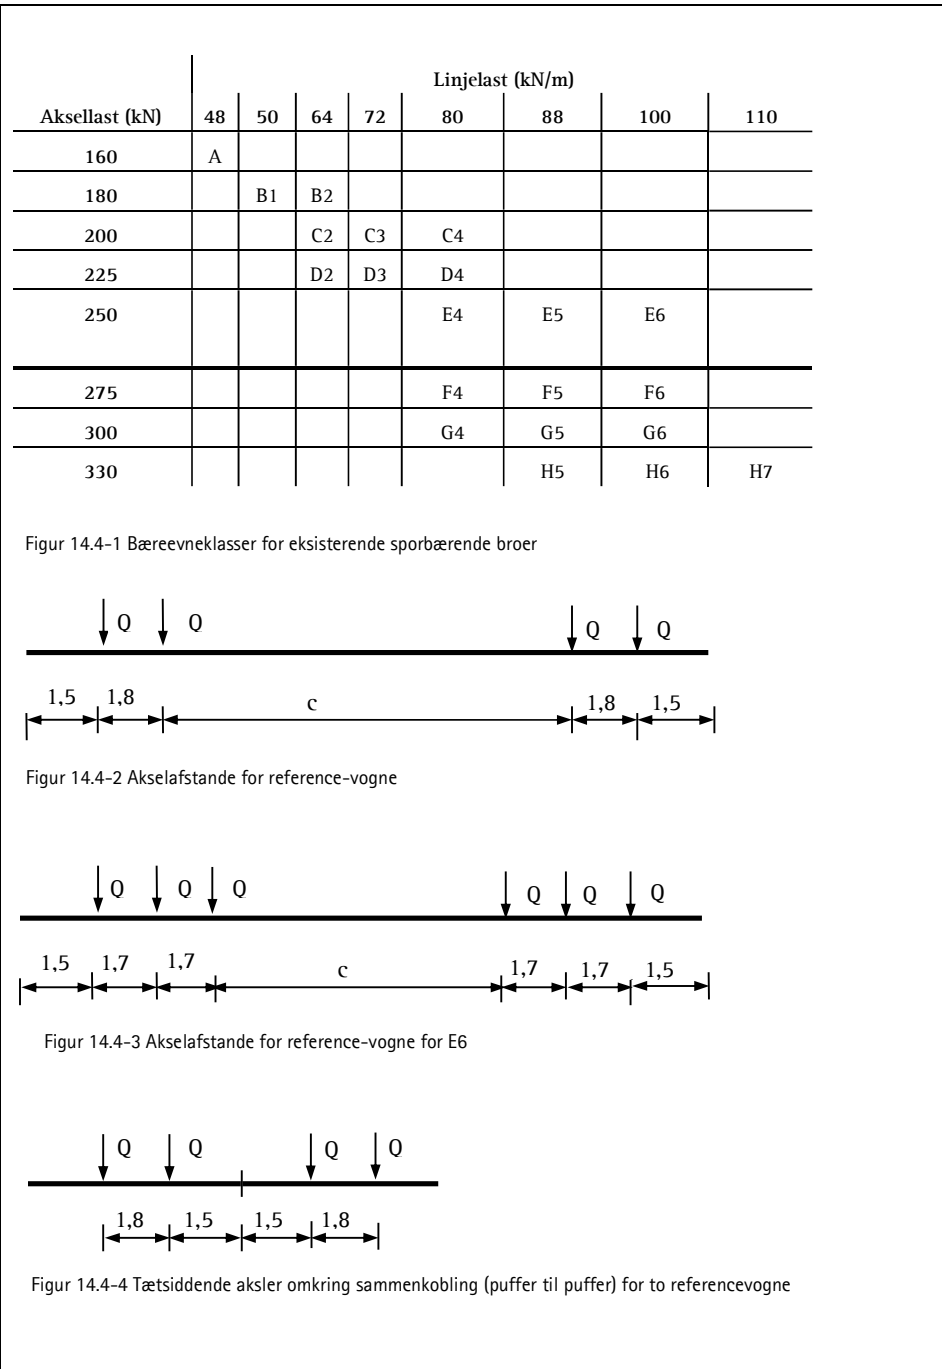 Linjelast (kN/m)
Aksellast (kN) 48 50 64 72 80 88 100 110
160 A
180 B1 B2
200 C2 C3 C4
225 D2 D3 D4
250 E4 E5 E6
275 F4 F5 F6
300 G4 G5 G6
330 H5 H6 H7
Figur 14.4-1 Bæreevneklasser for eksisterende sporbærende broer
Q Q Q Q
1,5 1,8 c 1,8 1,5
Figur 14.4-2 Akselafstande for reference-vogne
Q Q Q Q Q Q
1,5 1,7 1,7 c 1,7 1,7 1,5
Figur 14.4-3 Akselafstande for reference-vogne for E6
Q Q Q Q
1,8 1,5 1,5 1,8
Figur 14.4-4 Tætsiddende aksler omkring sammenkobling (puffer til puffer) for to referencevogne